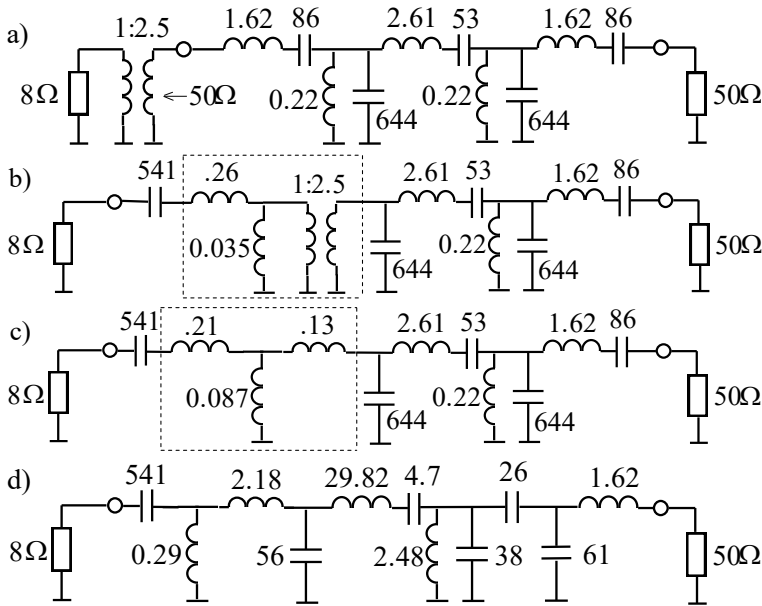 a) 1:2.5 1.62 86 2.61 53 1.62 86
8Ω ←50Ω 0.22 644 0.22 644 50Ω
b) 541 .26 1:2.5 2.61 53 1.62 86
8Ω 0.035 644 0.22 644 50Ω
c) 541 .21 .13 2.61 53 1.62 86
8Ω 0.087 644 0.22 644 50Ω
d) 541 2.18 29.82 4.7 26 1.62
8Ω 0.29 56 2.48 38 61 50Ω